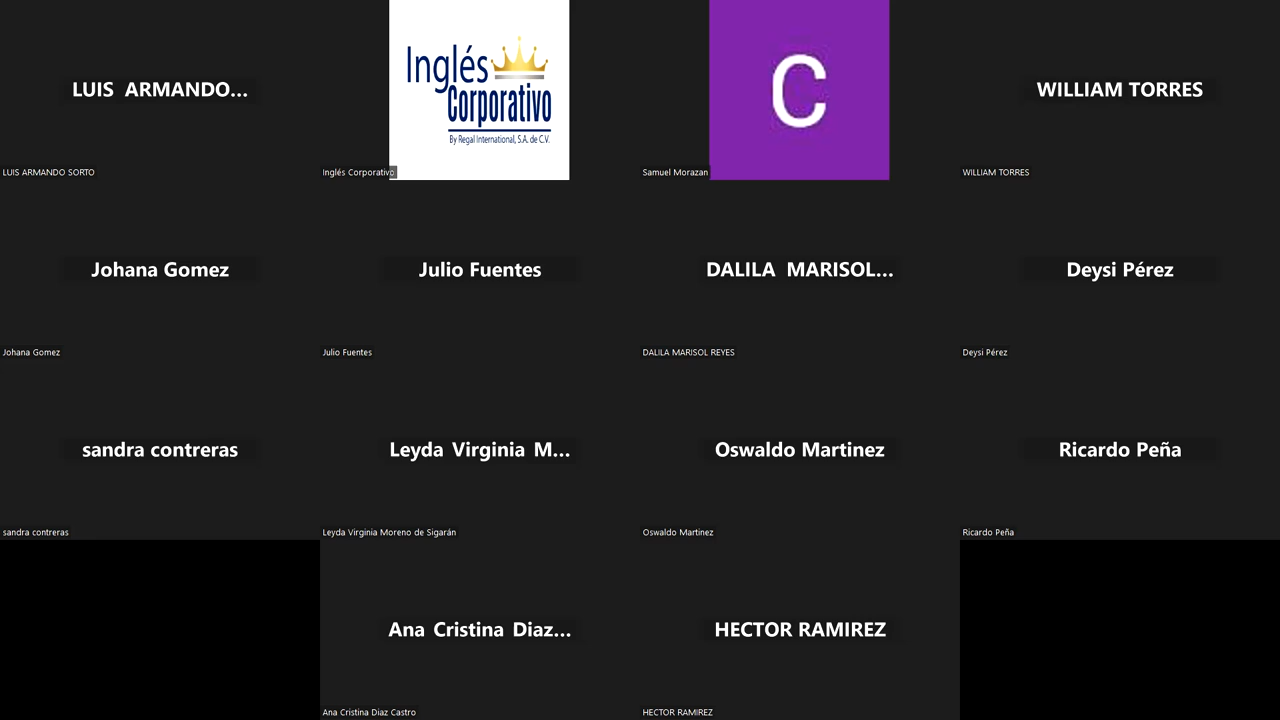 LUIS ARMANDO...
Inglés
Corporativo
By Regal International, S.A. de C.V.
C
WILLIAM TORRES
LUIS ARMANDO SORTO
Inglés Corporativo
Samuel Morazan
WILLIAM TORRES
Johana Gomez
Julio Fuentes
DALILA MARISOL...
Deysi Pérez
Johana Gomez
Julio Fuentes
DALILA MARISOL REYES
Deysi Pérez
sandra contreras
Leyda Virginia M...
Oswaldo Martinez
Ricardo Peña
sandra contreras
Leyda Virginia Moreno de Sigarán
Oswaldo Martinez
Ricardo Peña
Ana Cristina Diaz...
HECTOR RAMIREZ
Ana Cristina Diaz Castro
HECTOR RAMIREZ